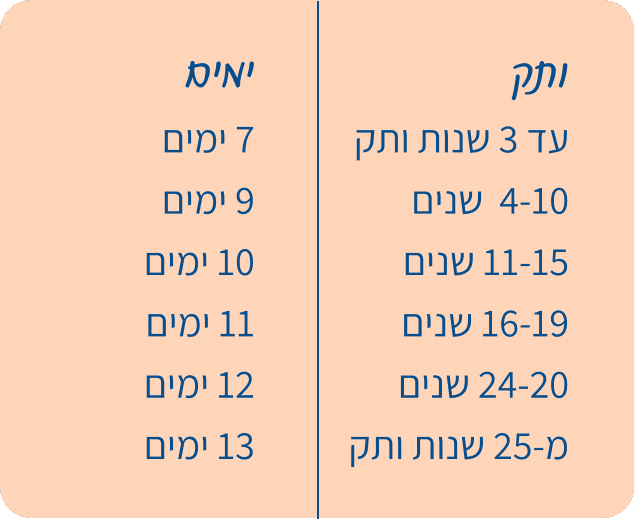 ותק ימים
עד 3 שנות ותק 7 ימים
4-10 שנים 9 ימים
11-15 שנים 10 ימים
16-19 שנים 11 ימים
24-20 שנים 12 ימים
מ-25 שנות ותק 13 ימים